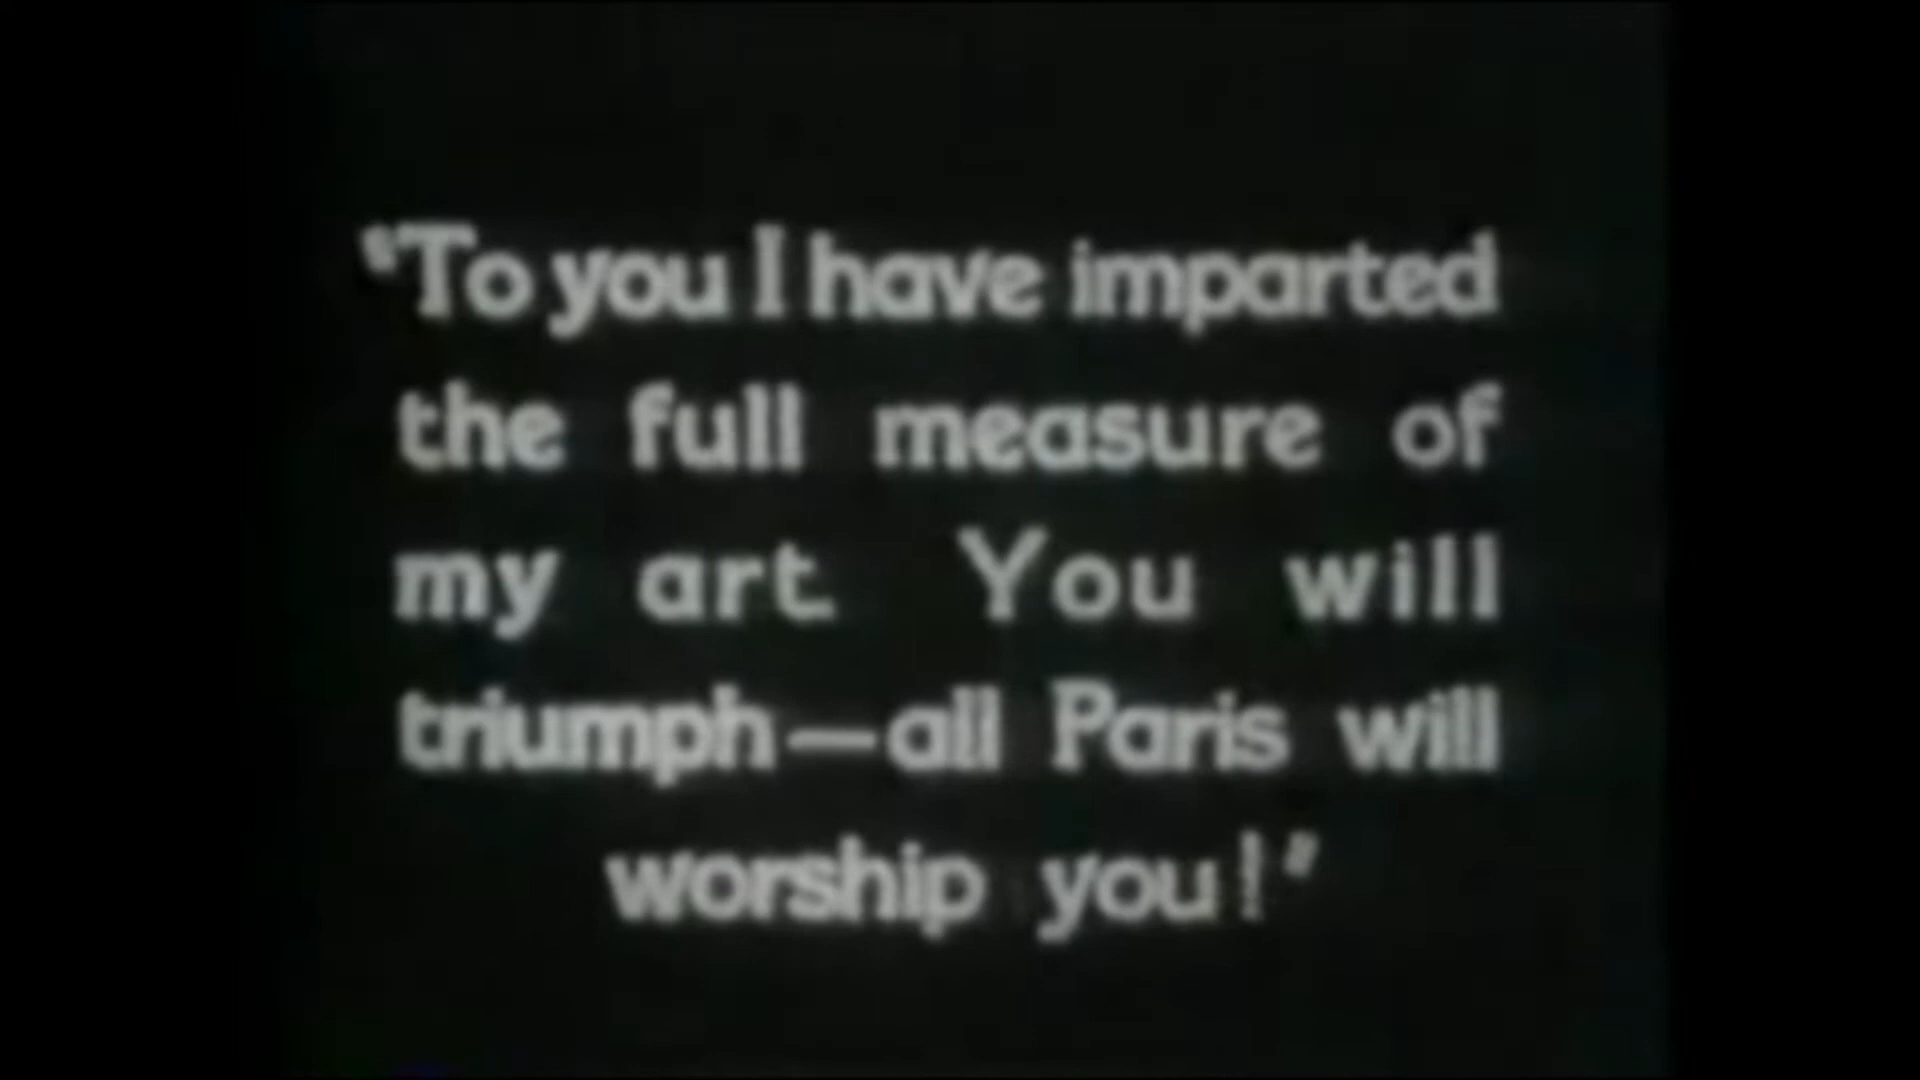 "To you I have imparted
the full measure of
my art. You will
triumph—all Paris will
worship you!"